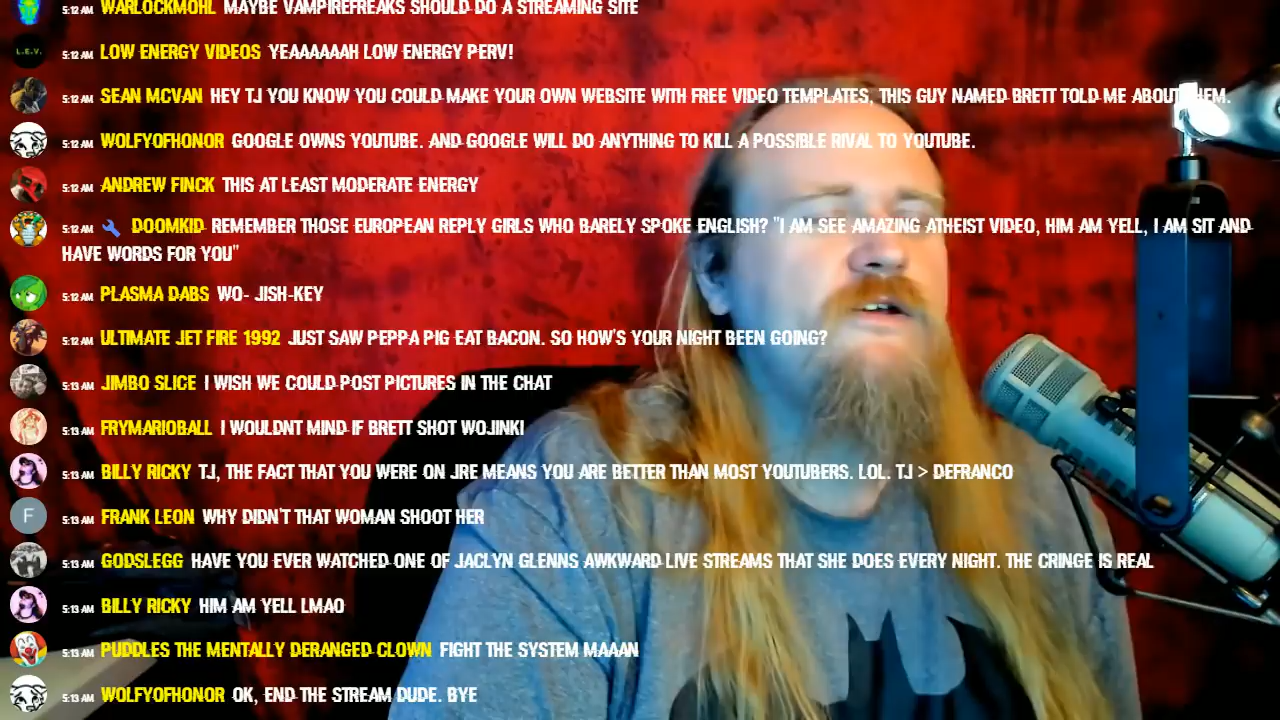 5:12 AM WARLOCKMOHL MAYBE VAMPIREFREAKS SHOULD DO A STREAMING SITE
L.E.V. 5:12 AM LOW ENERGY VIDEOS YEAAAAAAH LOW ENERGY PERV!
5:12 AM SEAN MCVAN HEY TJ YOU KNOW YOU COULD MAKE YOUR OWN WEBSITE WITH FREE VIDEO TEMPLATES, THIS GUY NAMED BRETT TOLD ME ABOUT THEM.
5:12 AM WOLFYOFHONOR GOOGLE OWNS YOUTUBE. AND GOOGLE WILL DO ANYTHING TO KILL A POSSIBLE RIVAL TO YOUTUBE.
5:12 AM ANDREW FINCK THIS AT LEAST MODERATE ENERGY
5:12 AM DOOMKID REMEMBER THOSE EUROPEAN REPLY GIRLS WHO BARELY SPOKE ENGLISH? "I AM SEE AMAZING ATHEIST VIDEO, HIM AM YELL, I AM SIT AND
HAVE WORDS FOR YOU"
5:12 AM PLASMA DABS WO- JISH-KEY
5:12 AM ULTIMATE JET FIRE 1992 JUST SAW PEPPA PIG EAT BACON. SO HOW'S YOUR NIGHT BEEN GOING?
5:13 AM JIMBO SLICE I WISH WE COULD POST PICTURES IN THE CHAT
5:13 AM FRYMARIOBALL I WOULDNT MIND IF BRETT SHOT WOJINKI
5:13 AM BILLY RICKY TJ, THE FACT THAT YOU WERE ON JRE MEANS YOU ARE BETTER THAN MOST YOUTUBERS. LOL. TJ > DEFRANCO
F 5:13 AM FRANK LEON WHY DIDN'T THAT WOMAN SHOOT HER
5:13 AM GODSLEGG HAVE YOU EVER WATCHED ONE OF JACLYN GLENNS AWKWARD LIVE STREAMS THAT SHE DOES EVERY NIGHT. THE CRINGE IS REAL
5:13 AM BILLY RICKY HIM AM YELL LMAO
5:13 AM PUDDLES THE MENTALLY DERANGED CLOWN FIGHT THE SYSTEM MAAAN
5:13 AM WOLFYOFHONOR OK, END THE STREAM DUDE. BYE